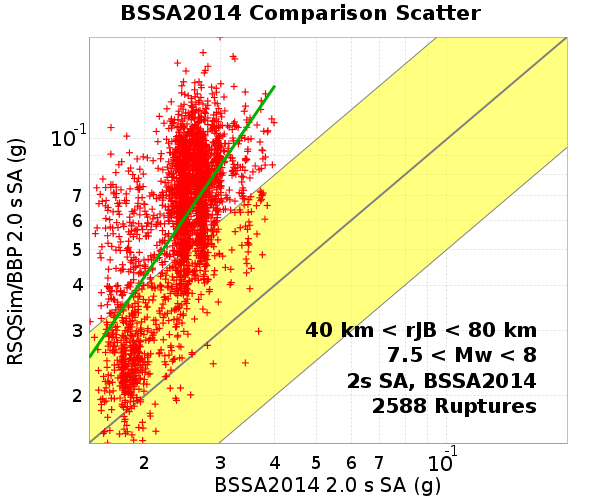 BSSA2014 Comparison Scatter
RSQSim/BBP 2.0 s SA (g)
10-1
7
6
5
4
3
2
40 km < rJB < 80 km
7.5 < Mw < 8
2s SA, BSSA2014
2588 Ruptures
2 3 4 5 6 7 10-1
BSSA2014 2.0 s SA (g)